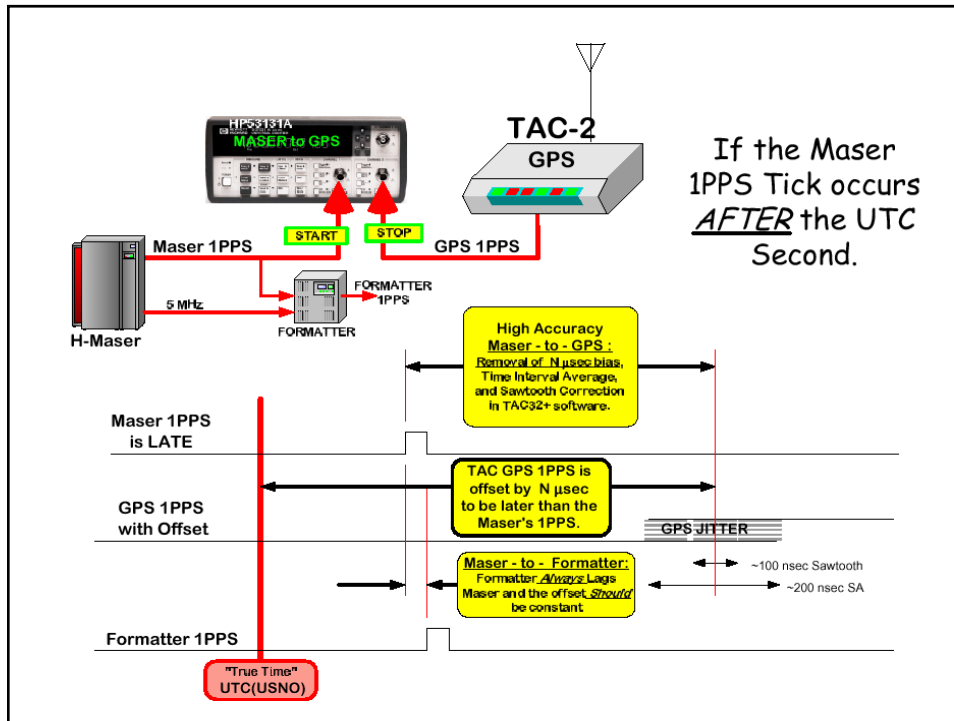 HP53131A
MASER to GPS
TAC-2
GPS
If the Maser
1PPS Tick occurs
AFTER the UTC
Second.
START
STOP
Maser 1PPS
GPS 1PPS
5 MHz
FORMATTER
1PPS
FORMATTER
H-Maser
High Accuracy
Maser - to - GPS :
Removal of N µsec bias,
Time Interval Average,
and Sawtooth Correction
in TAC32+ software.
Maser 1PPS
is LATE
TAC GPS 1PPS is
offset by N µsec
to be later than the
Maser's 1PPS.
GPS 1PPS
with Offset
GPS JITTER
~100 nsec Sawtooth
~200 nsec SA
Maser - to - Formatter:
Formatter Always Lags
Maser and the offset Should
be constant
Formatter 1PPS
"True Time"
UTC(USNO)